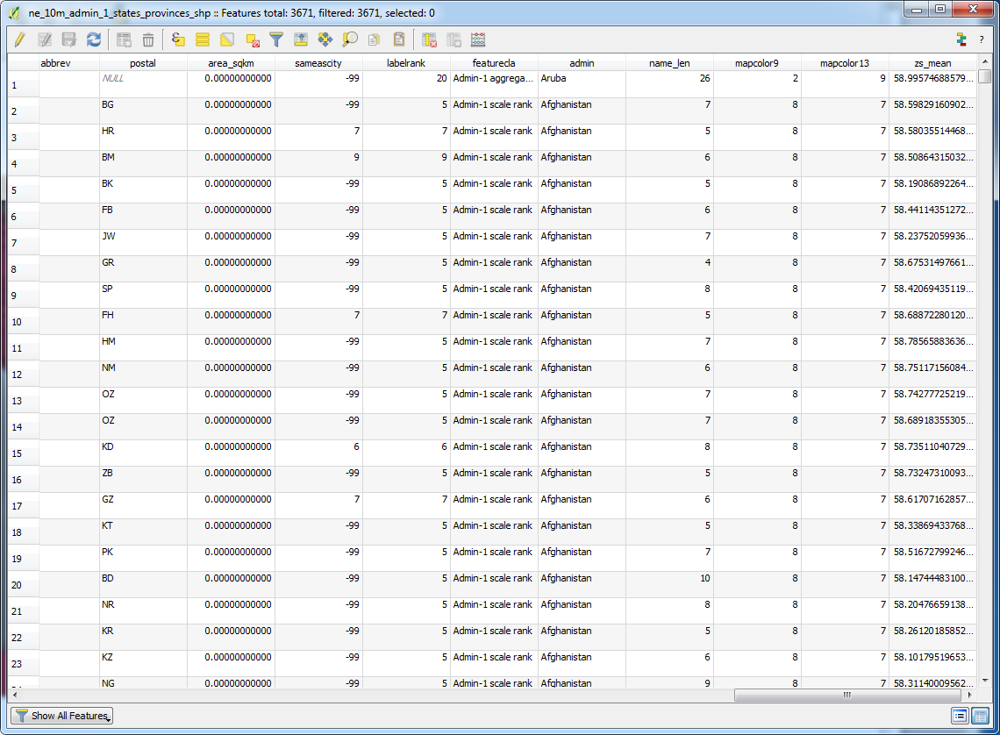 ne_10m_admin_1_states_provinces_shp :: Features total: 3671, filtered: 3671, selected: 0
?
abbrev postal area_sqkm sameascity labelrank featurecla admin name_len mapcolor9 mapcolor13 zs_mean
1 NULL 0.00000000000 -99 20 Admin-1 aggrega... Aruba 26 2 9 58.99574688579...
2 BG 0.00000000000 -99 5 Admin-1 scale rank Afghanistan 7 8 7 58.59829160902...
3 HR 0.00000000000 7 7 Admin-1 scale rank Afghanistan 5 8 7 58.58035514468...
4 BM 0.00000000000 9 9 Admin-1 scale rank Afghanistan 6 8 7 58.50864315032...
5 BK 0.00000000000 -99 5 Admin-1 scale rank Afghanistan 5 8 7 58.19086892264...
6 FB 0.00000000000 -99 5 Admin-1 scale rank Afghanistan 6 8 7 58.44114351272...
7 JW 0.00000000000 -99 5 Admin-1 scale rank Afghanistan 7 8 7 58.23752059936...
8 GR 0.00000000000 -99 5 Admin-1 scale rank Afghanistan 4 8 7 58.67531497661...
9 SP 0.00000000000 -99 5 Admin-1 scale rank Afghanistan 8 8 7 58.42069435119...
10 FH 0.00000000000 7 7 Admin-1 scale rank Afghanistan 5 8 7 58.68872280120...
11 HM 0.00000000000 -99 5 Admin-1 scale rank Afghanistan 7 8 7 58.78565883636...
12 NM 0.00000000000 -99 5 Admin-1 scale rank Afghanistan 6 8 7 58.75117156084...
13 OZ 0.00000000000 -99 5 Admin-1 scale rank Afghanistan 7 8 7 58.74277725219...
14 OZ 0.00000000000 -99 5 Admin-1 scale rank Afghanistan 7 8 7 58.68918355305...
15 KD 0.00000000000 6 6 Admin-1 scale rank Afghanistan 8 8 7 58.73511040729...
16 ZB 0.00000000000 -99 5 Admin-1 scale rank Afghanistan 5 8 7 58.73247310093...
17 GZ 0.00000000000 7 7 Admin-1 scale rank Afghanistan 6 8 7 58.61707162857...
18 KT 0.00000000000 -99 5 Admin-1 scale rank Afghanistan 5 8 7 58.33869433768...
19 PK 0.00000000000 -99 5 Admin-1 scale rank Afghanistan 7 8 7 58.51672799246...
20 BD 0.00000000000 -99 5 Admin-1 scale rank Afghanistan 10 8 7 58.14744483100...
21 NR 0.00000000000 -99 5 Admin-1 scale rank Afghanistan 8 8 7 58.20476659138...
22 KR 0.00000000000 -99 5 Admin-1 scale rank Afghanistan 5 8 7 58.26120185852...
23 KZ 0.00000000000 -99 5 Admin-1 scale rank Afghanistan 6 8 7 58.10179519653...
NG 0.00000000000 -99 5 Admin-1 scale rank Afghanistan 9 8 7 58.31140009562...
Show All Features